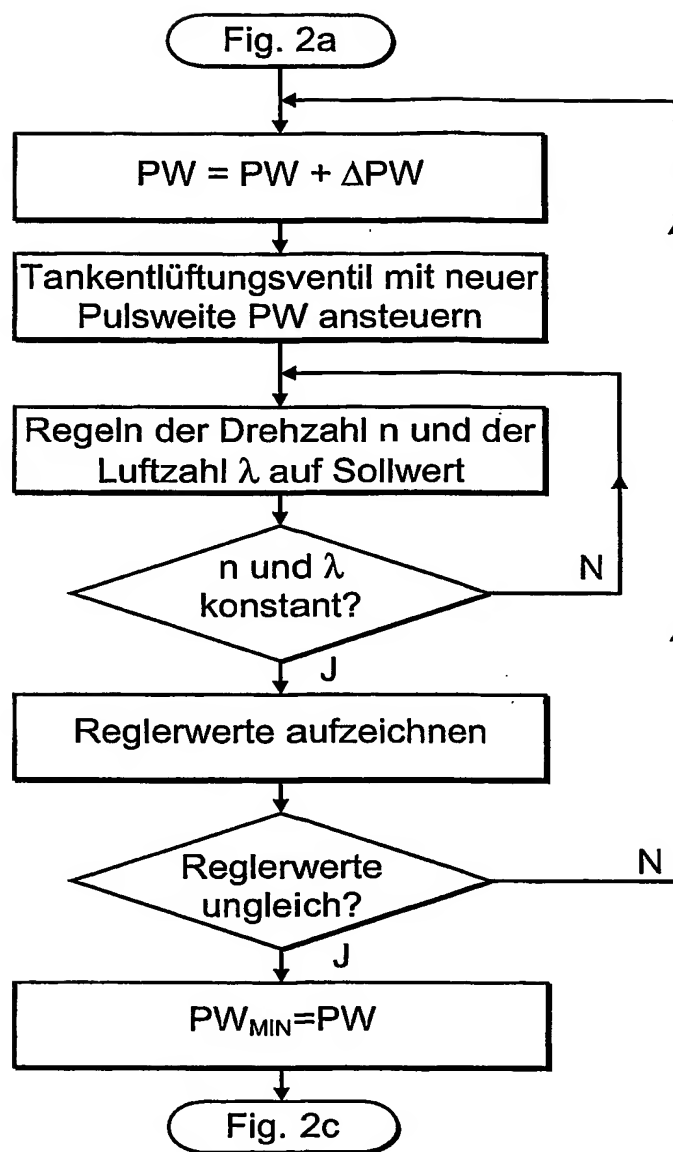 Fig. 2a
PW = PW + ΔPW
Tankentlüftungsventil mit neuer
Pulsweite PW ansteuern
Regeln der Drehzahl n und der
Luftzahl λ auf Sollwert
n und λ
konstant?
N
J
Reglerwerte aufzeichnen
Reglerwerte
ungleich?
N
J
PWMIN=PW
Fig. 2c